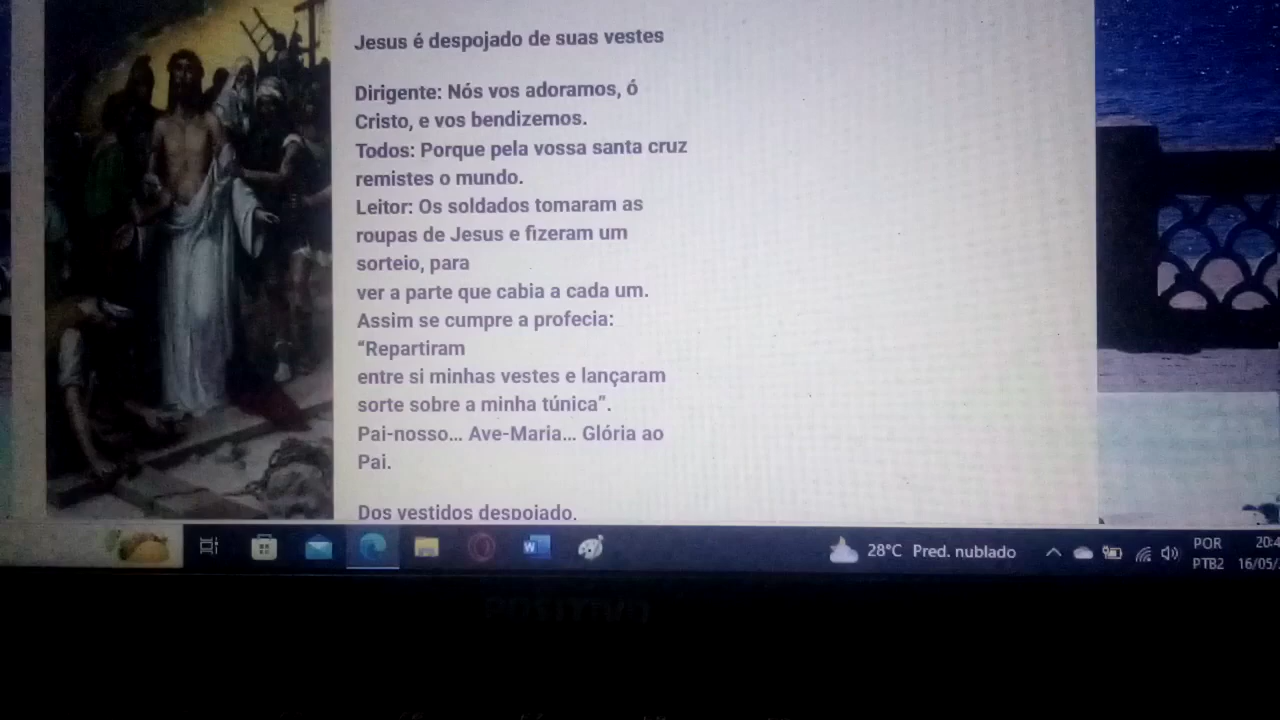 Jesus é despojado de suas vestes
Dirigente: Nós vos adoramos, ó
Cristo, e vos bendizemos.
Todos: Porque pela vossa santa cruz
remistes o mundo.
Leitor: Os soldados tomaram as
roupas de Jesus e fizeram um
sorteio, para
ver a parte que cabia a cada um.
Assim se cumpre a profecia:
“Repartiram
entre si minhas vestes e lançaram
sorte sobre a minha túnica”.
Pai-nosso... Ave-Maria... Glória ao
Pai.
Dos vestidos despojado,
28°C Pred. nublado
POR
PTB2
20:4
16/05/